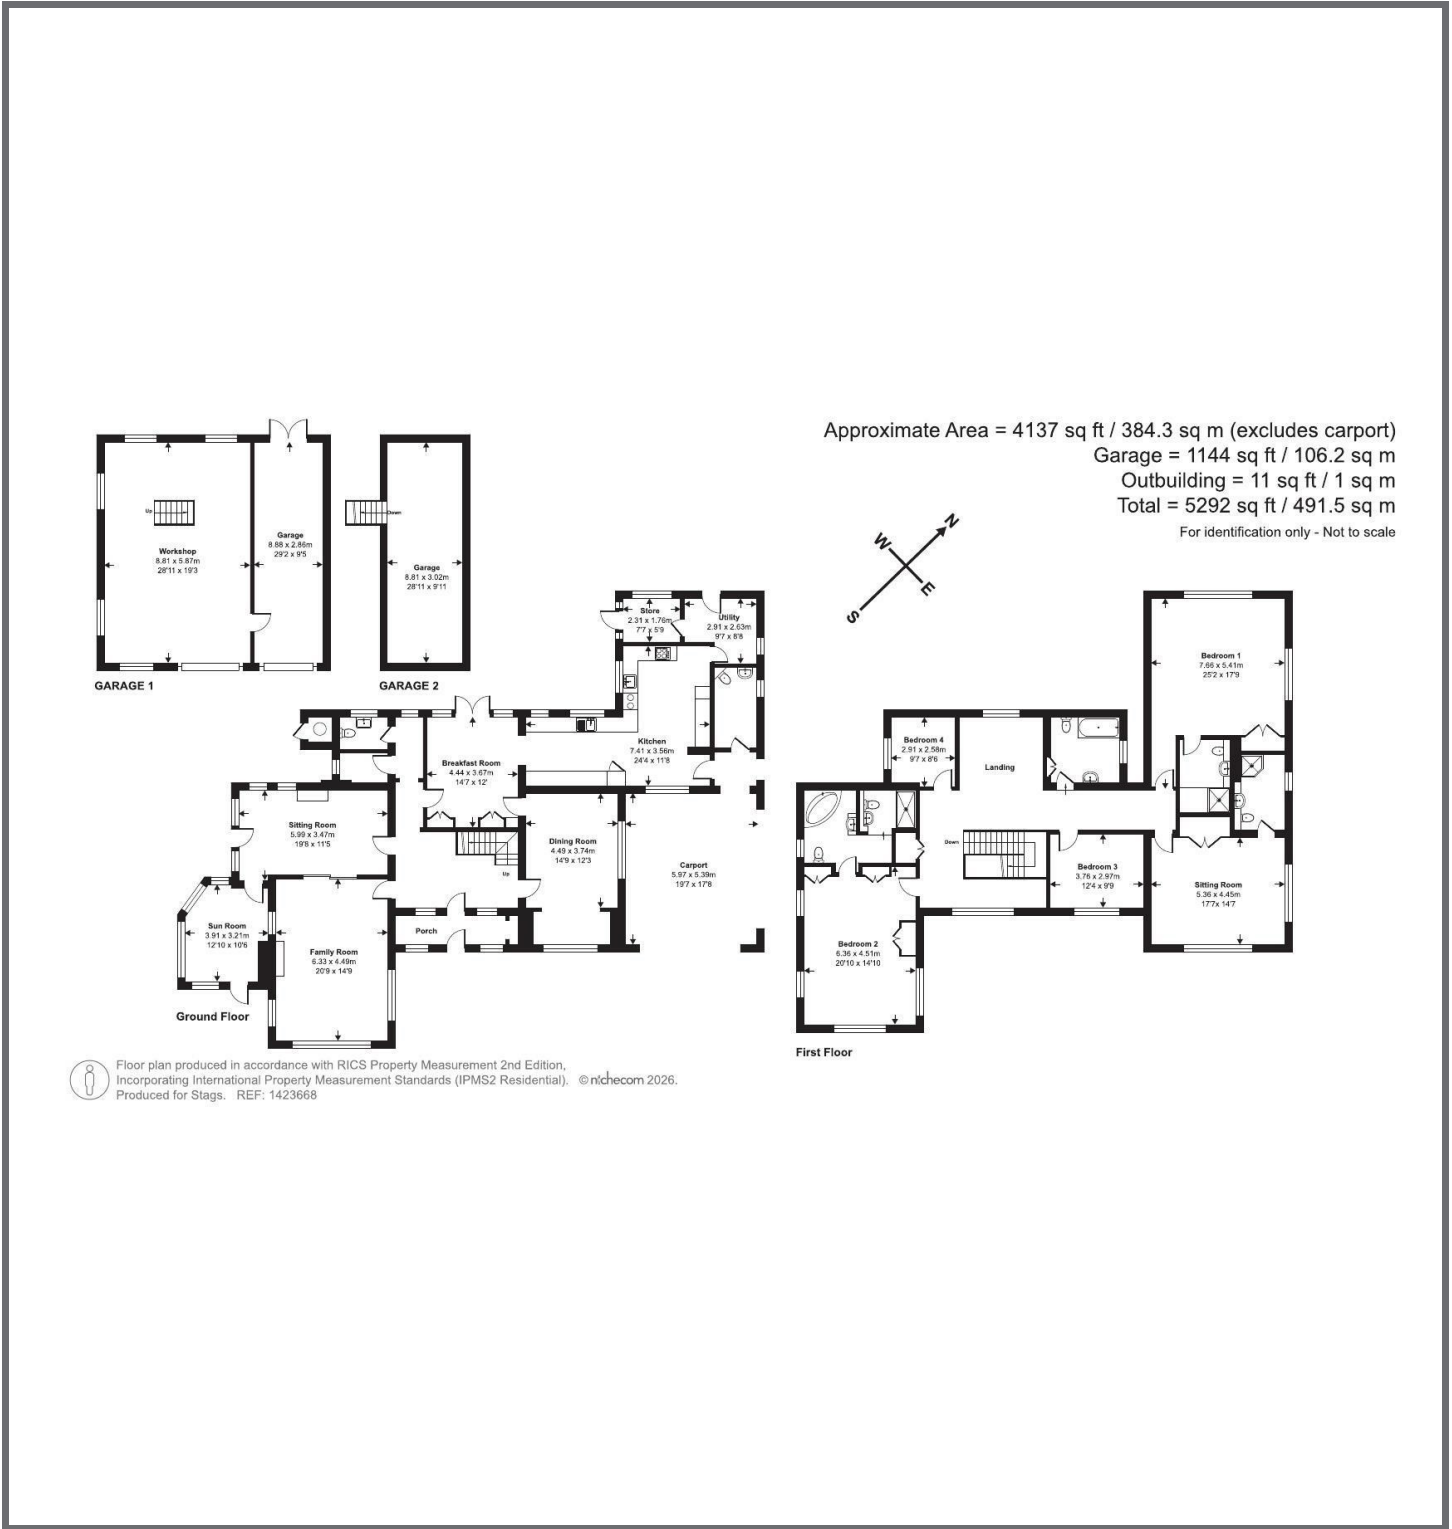 Approximate Area = 4137 sq ft / 384.3 sq m (excludes carport)
Garage = 1144 sq ft / 106.2 sq m
Outbuilding = 11 sq ft / 1 sq m
Total = 5292 sq ft / 491.5 sq m
For identification only - Not to scale
N
W
E
S
Up
Workshop
8.81 x 5.87m
28'11 x 19'3
Garage
8.88 x 2.86m
29'2 x 9'5
GARAGE 1
Down
Garage
8.81 x 3.02m
28'11 x 9'11
GARAGE 2
Store
2.31 x 1.76m
7'7 x 5'9
Utility
2.91 x 2.63m
9'7 x 8'8
Kitchen
7.41 x 3.56m
24'4 x 11'8
Breakfast Room
4.44 x 3.67m
14'7 x 12'
Sitting Room
5.99 x 3.47m
19'8 x 11'5
Dining Room
4.49 x 3.74m
14'9 x 12'3
Up
Carport
5.97 x 5.39m
19'7 x 17'8
Sun Room
3.91 x 3.21m
12'10 x 10'6
Porch
Family Room
6.33 x 4.49m
20'9 x 14'9
Ground Floor
Bedroom 1
7.66 x 5.41m
25'2 x 17'9
Bedroom 4
2.91 x 2.58m
9'7 x 8'6
Landing
Down
Bedroom 3
3.76 x 2.97m
12'4 x 9'9
Sitting Room
5.36 x 4.45m
17'7 x 14'7
Bedroom 2
6.36 x 4.51m
20'10 x 14'10
First Floor
Floor plan produced in accordance with RICS Property Measurement 2nd Edition,
Incorporating International Property Measurement Standards (IPMS2 Residential). © nichecom 2026.
Produced for Stags. REF: 1423668